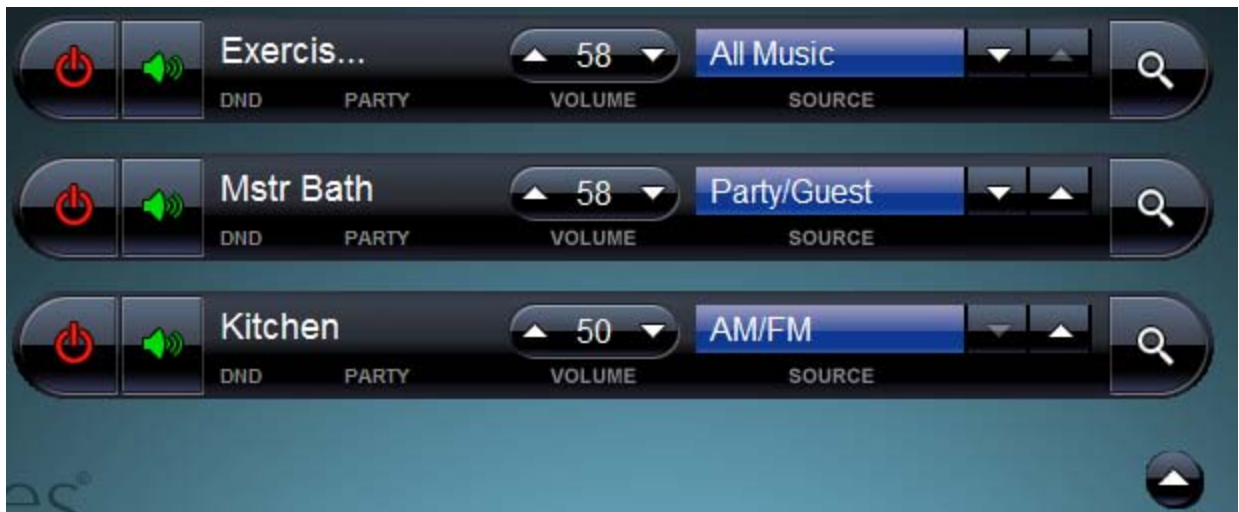 Exercis... 58 All Music
DND PARTY VOLUME SOURCE
Mstr Bath 58 Party/Guest
DND PARTY VOLUME SOURCE
Kitchen 50 AM/FM
DND PARTY VOLUME SOURCE
es®